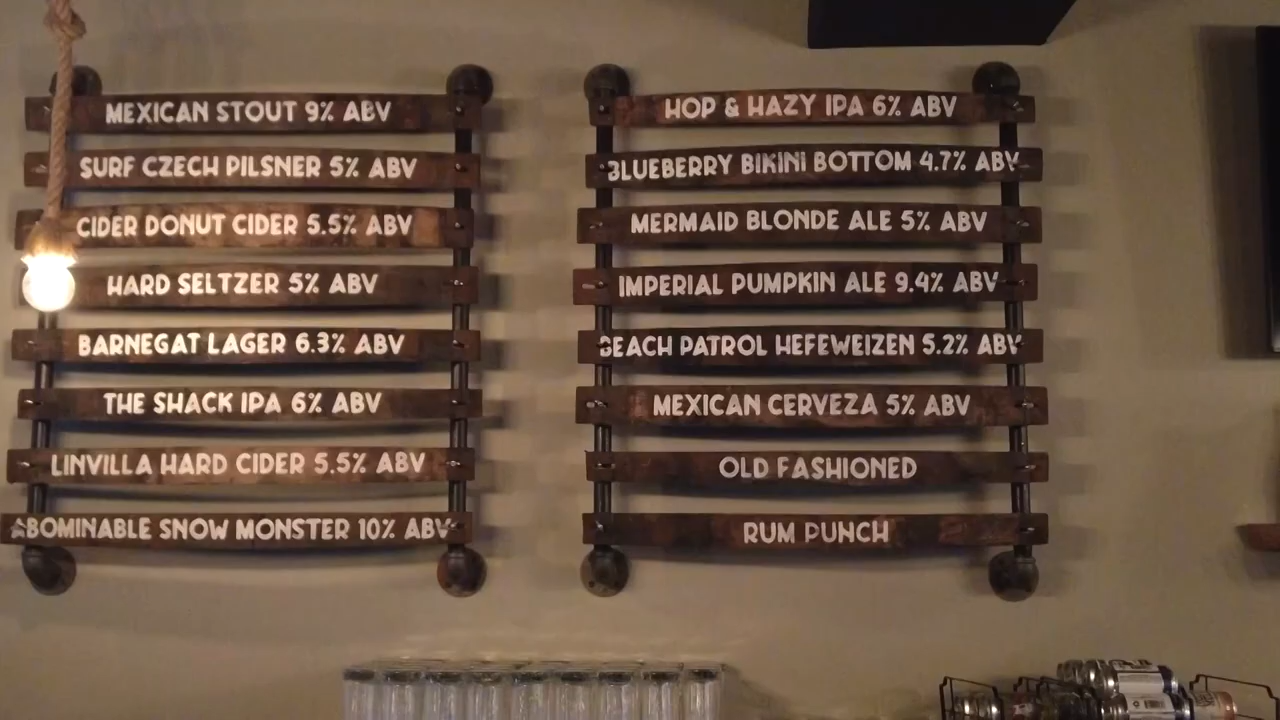 MEXICAN STOUT 9% ABV
SURF CZECH PILSNER 5% ABV
CIDER DONUT CIDER 5.5% ABV
HARD SELTZER 5% ABV
BARNEGAT LAGER 6.3% ABV
THE SHACK IPA 6% ABV
LINVILLA HARD CIDER 5.5% ABV
ABOMINABLE SNOW MONSTER 10% ABV
HOP & HAZY IPA 6% ABV
BLUEBERRY BIKINI BOTTOM 4.7% ABV
MERMAID BLONDE ALE 5% ABV
IMPERIAL PUMPKIN ALE 9.4% ABV
BEACH PATROL HEFEWEIZEN 5.2% ABV
MEXICAN CERVEZA 5% ABV
OLD FASHIONED
RUM PUNCH